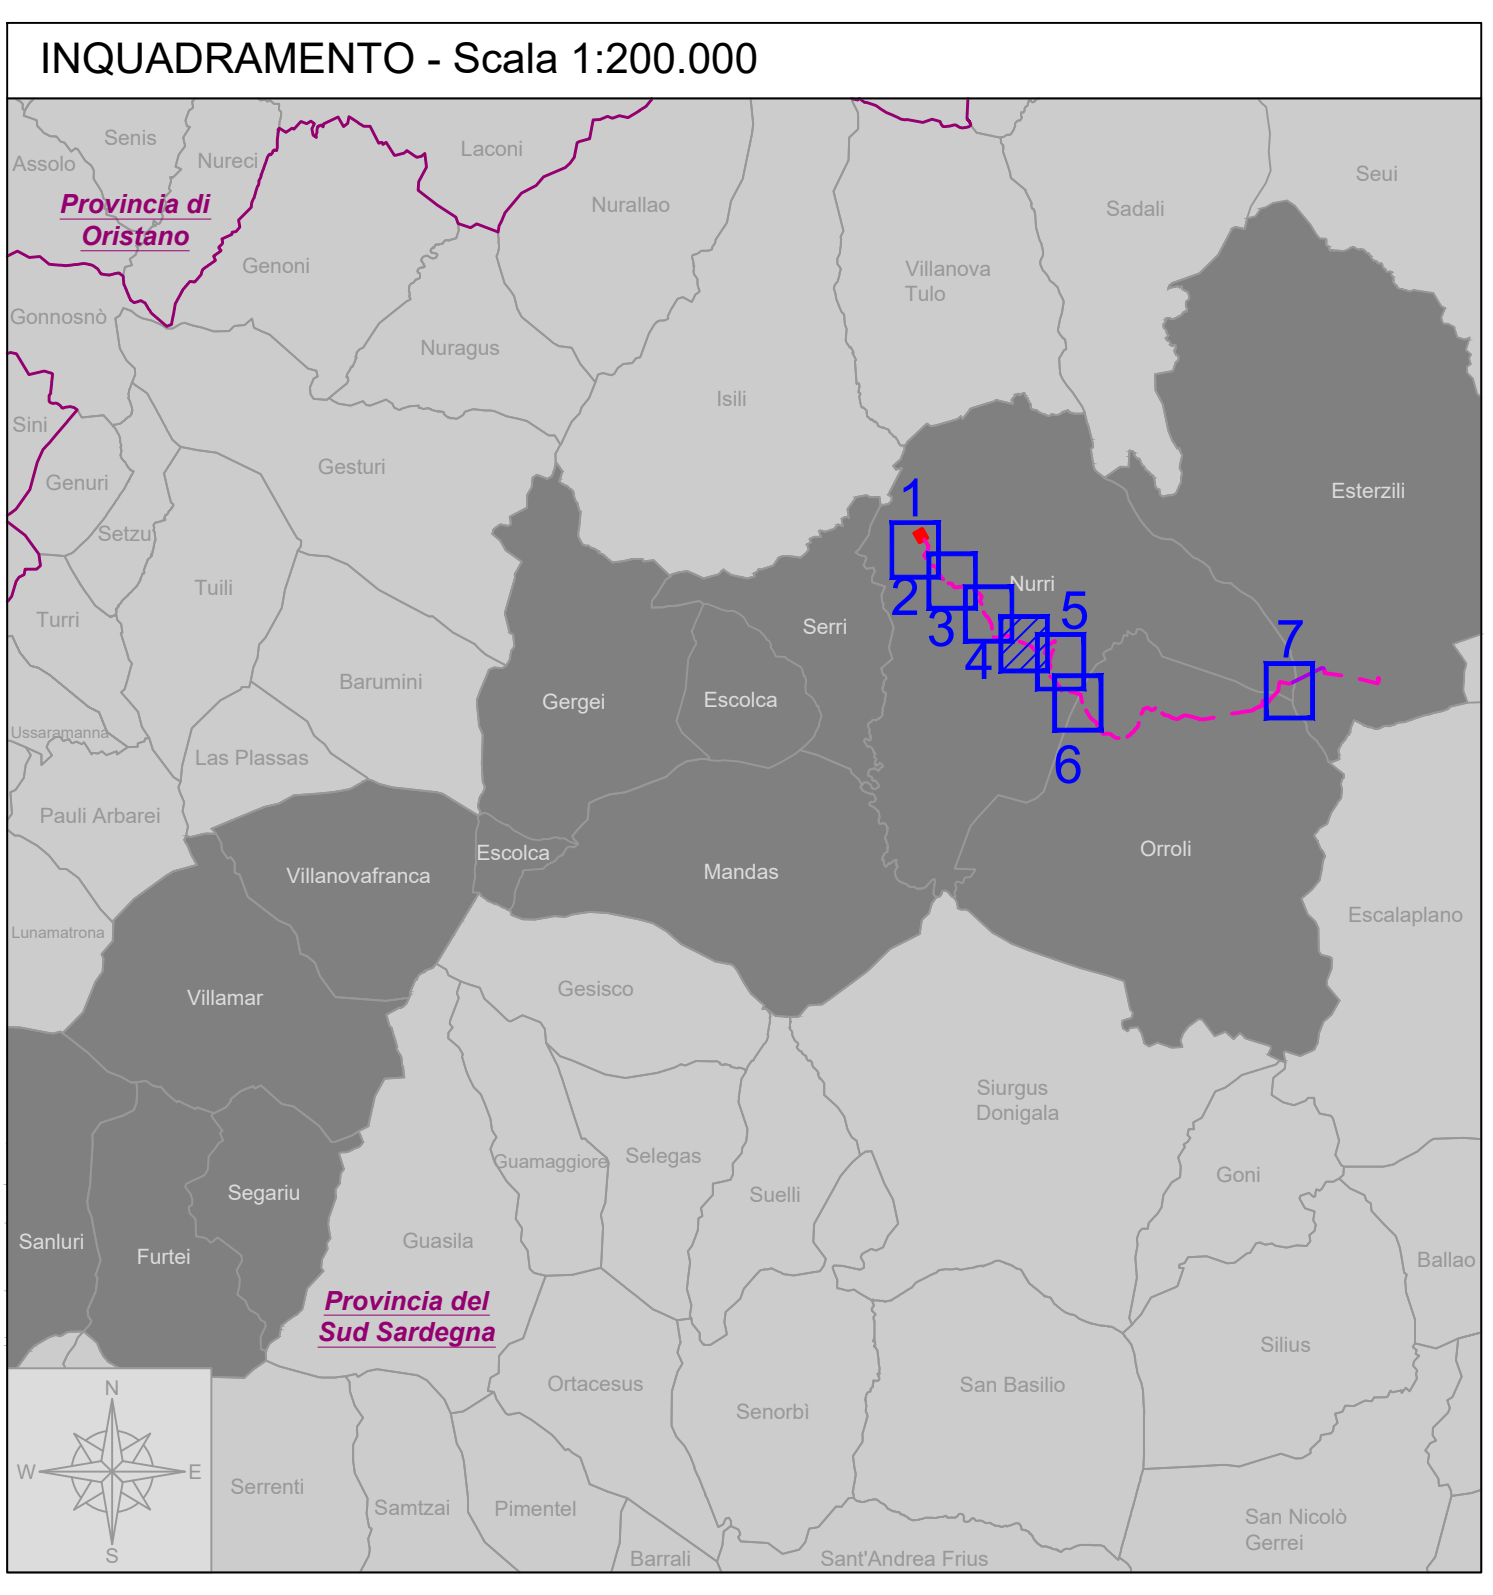 INQUADRAMENTO - Scala 1:200.000
Senis
Assolo
Nureci
Laconi
Seui
Provincia di
Oristano
Nurallao
Sadali
Genoni
Villanova
Tulo
Gonnosnò
Nuragus
Isili
Sini
Gesturi
Genuri
Esterzili
1
Setzu
Tuili
Nurri
2
5
Turri
Serri
3
7
4
Barumini
Gergei
Escolca
Ussaramanna
Las Plassas
6
Pauli Arbarei
Escolca
Orroli
Villanovafranca
Mandas
Escalaplano
Lunamatrona
Gesisco
Villamar
Siurgus
Donigala
Guamaggiore
Selegas
Goni
Segariu
Suelli
Sanluri
Guasila
Furtei
Ballao
Provincia del
Sud Sardegna
Silius
Ortacesus
San Basilio
N
Senorbì
W
E
Serrenti
Samtzai
Pimentel
San Nicolò
Gerrei
S
Barrali
Sant'Andrea Frius